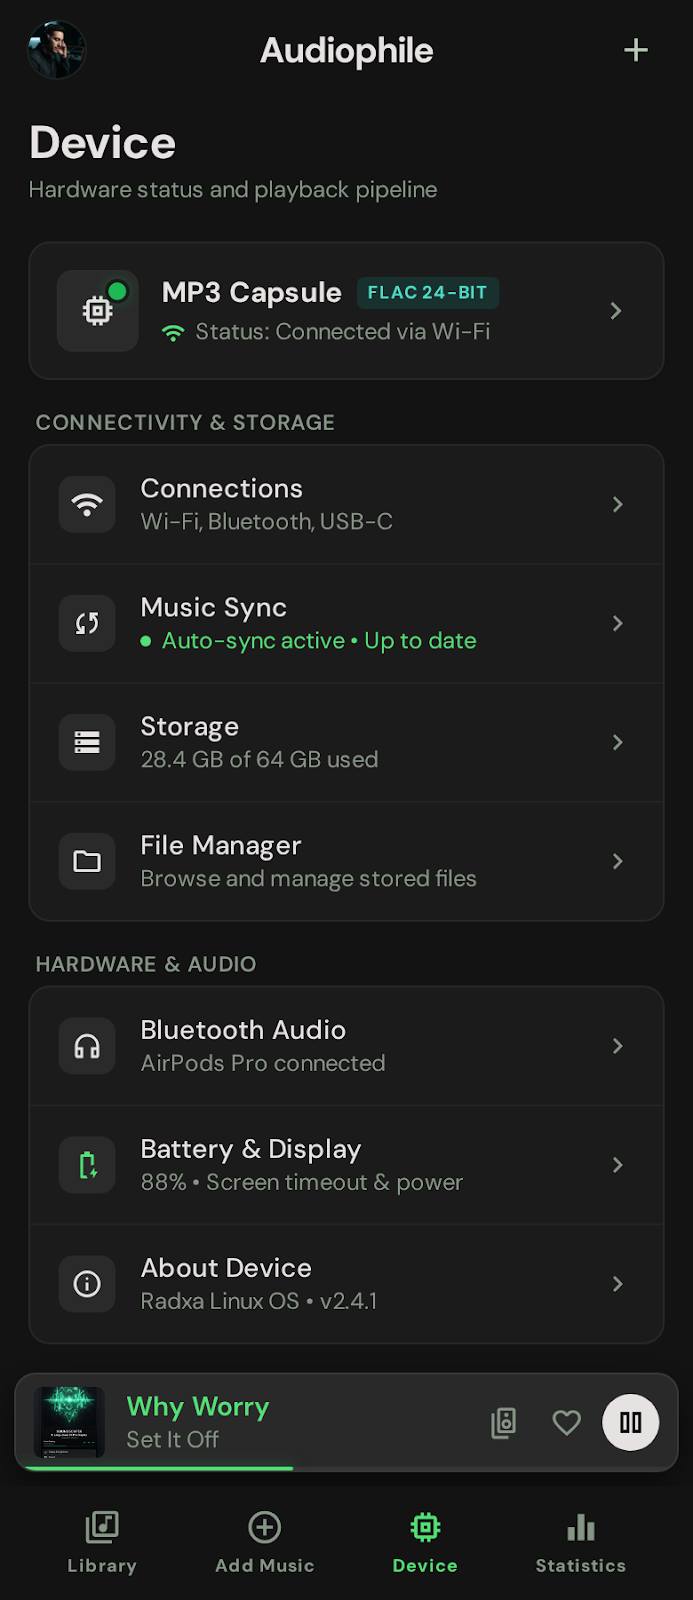 Audiophile
Device
Hardware status and playback pipeline
MP3 Capsule
FLAC 24-BIT
Status: Connected via Wi-Fi
CONNECTIVITY & STORAGE
Connections
Wi-Fi, Bluetooth, USB-C
Music Sync
Auto-sync active • Up to date
Storage
28.4 GB of 64 GB used
File Manager
Browse and manage stored files
HARDWARE & AUDIO
Bluetooth Audio
AirPods Pro connected
Battery & Display
88% • Screen timeout & power
About Device
Radxa Linux OS • v2.4.1
Why Worry
Set It Off
Library
Add Music
Device
Statistics